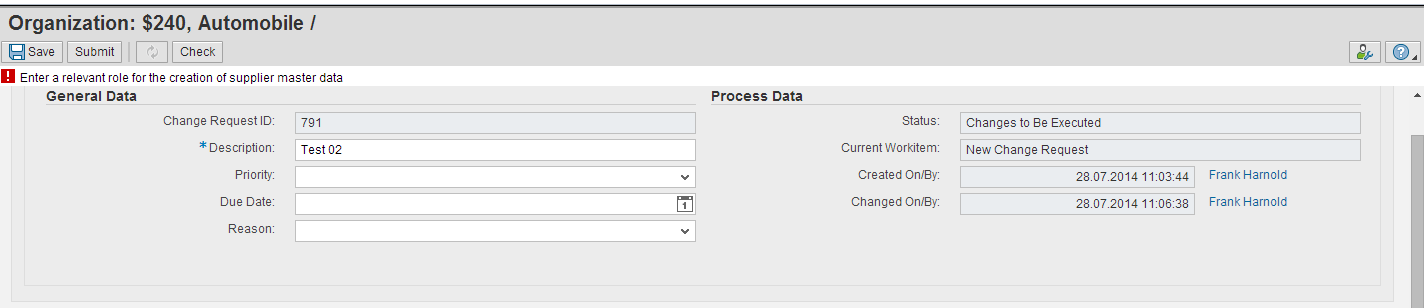 Organization: $240, Automobile /
Save Submit Check
Enter a relevant role for the creation of supplier master data
General Data
Change Request ID: 791
*Description: Test 02
Priority:
Due Date:
Reason:
Process Data
Status: Changes to Be Executed
Current Workitem: New Change Request
Created On/By: 28.07.2014 11:03:44 Frank Harnold
Changed On/By: 28.07.2014 11:06:38 Frank Harnold